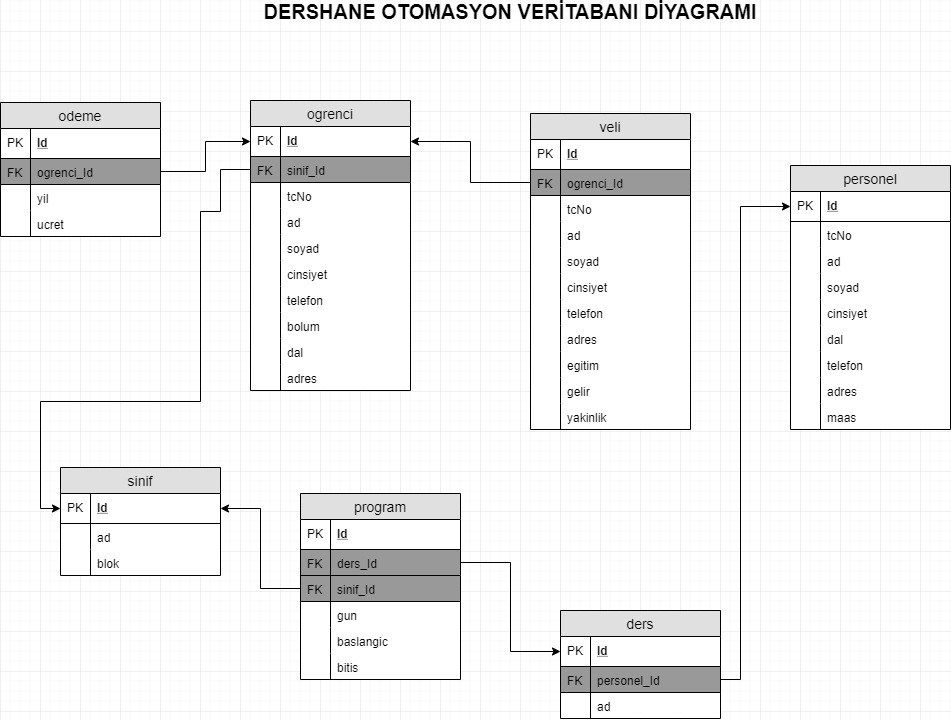 DERSHANE OTOMASYON VERİTABANI DİYAGRAMI
odeme
PK Id
FK ogrenci_Id
yil
ucret
ogrenci
PK Id
FK sinif_Id
tcNo
ad
soyad
cinsiyet
telefon
bolum
dal
adres
veli
PK Id
FK ogrenci_Id
tcNo
ad
soyad
cinsiyet
telefon
adres
egitim
gelir
yakinlik
personel
PK Id
tcNo
ad
soyad
cinsiyet
dal
telefon
adres
maas
sinif
PK Id
ad
blok
program
PK Id
FK ders_Id
FK sinif_Id
gun
baslangic
bitis
ders
PK Id
FK personel_Id
ad